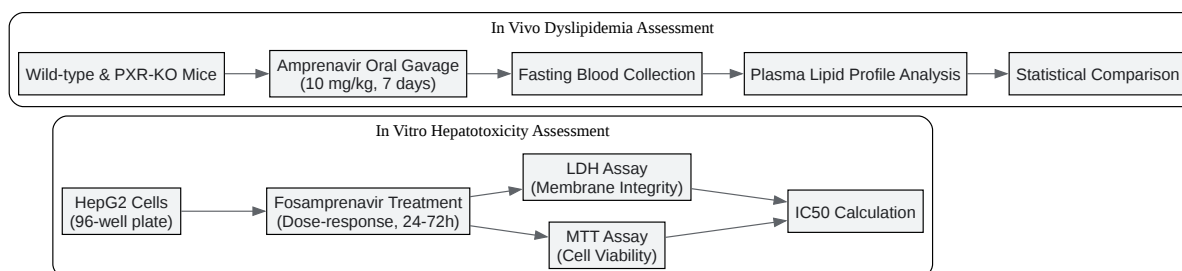 In Vivo Dyslipidemia Assessment
Wild-type & PXR-KO Mice
Amprenavir Oral Gavage
(10 mg/kg, 7 days)
Fasting Blood Collection
Plasma Lipid Profile Analysis
Statistical Comparison
In Vitro Hepatotoxicity Assessment
HepG2 Cells
(96-well plate)
Fosamprenavir Treatment
(Dose-response, 24-72h)
LDH Assay
(Membrane Integrity)
MTT Assay
(Cell Viability)
IC50 Calculation